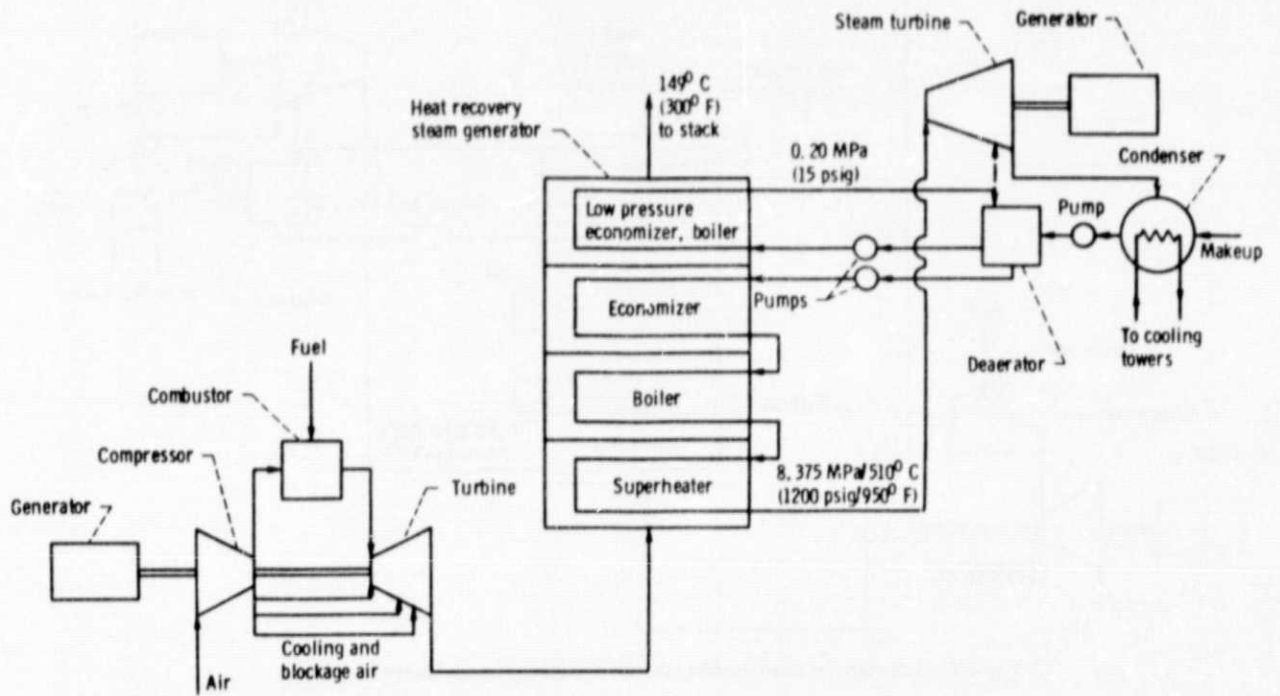 Steam turbine
Generator
149° C
(300° F)
to stack
Heat recovery
steam generator
0.20 MPa
(15 psig)
Condenser
Low pressure
economizer, boiler
Pump
Makeup
Economizer
Pumps
To cooling
towers
Deaerator
Fuel
Combustor
Boiler
Compressor
Turbine
Superheater
8.375 MPa/510° C
(1200 psig/950° F)
Generator
Cooling and
blockage air
Air